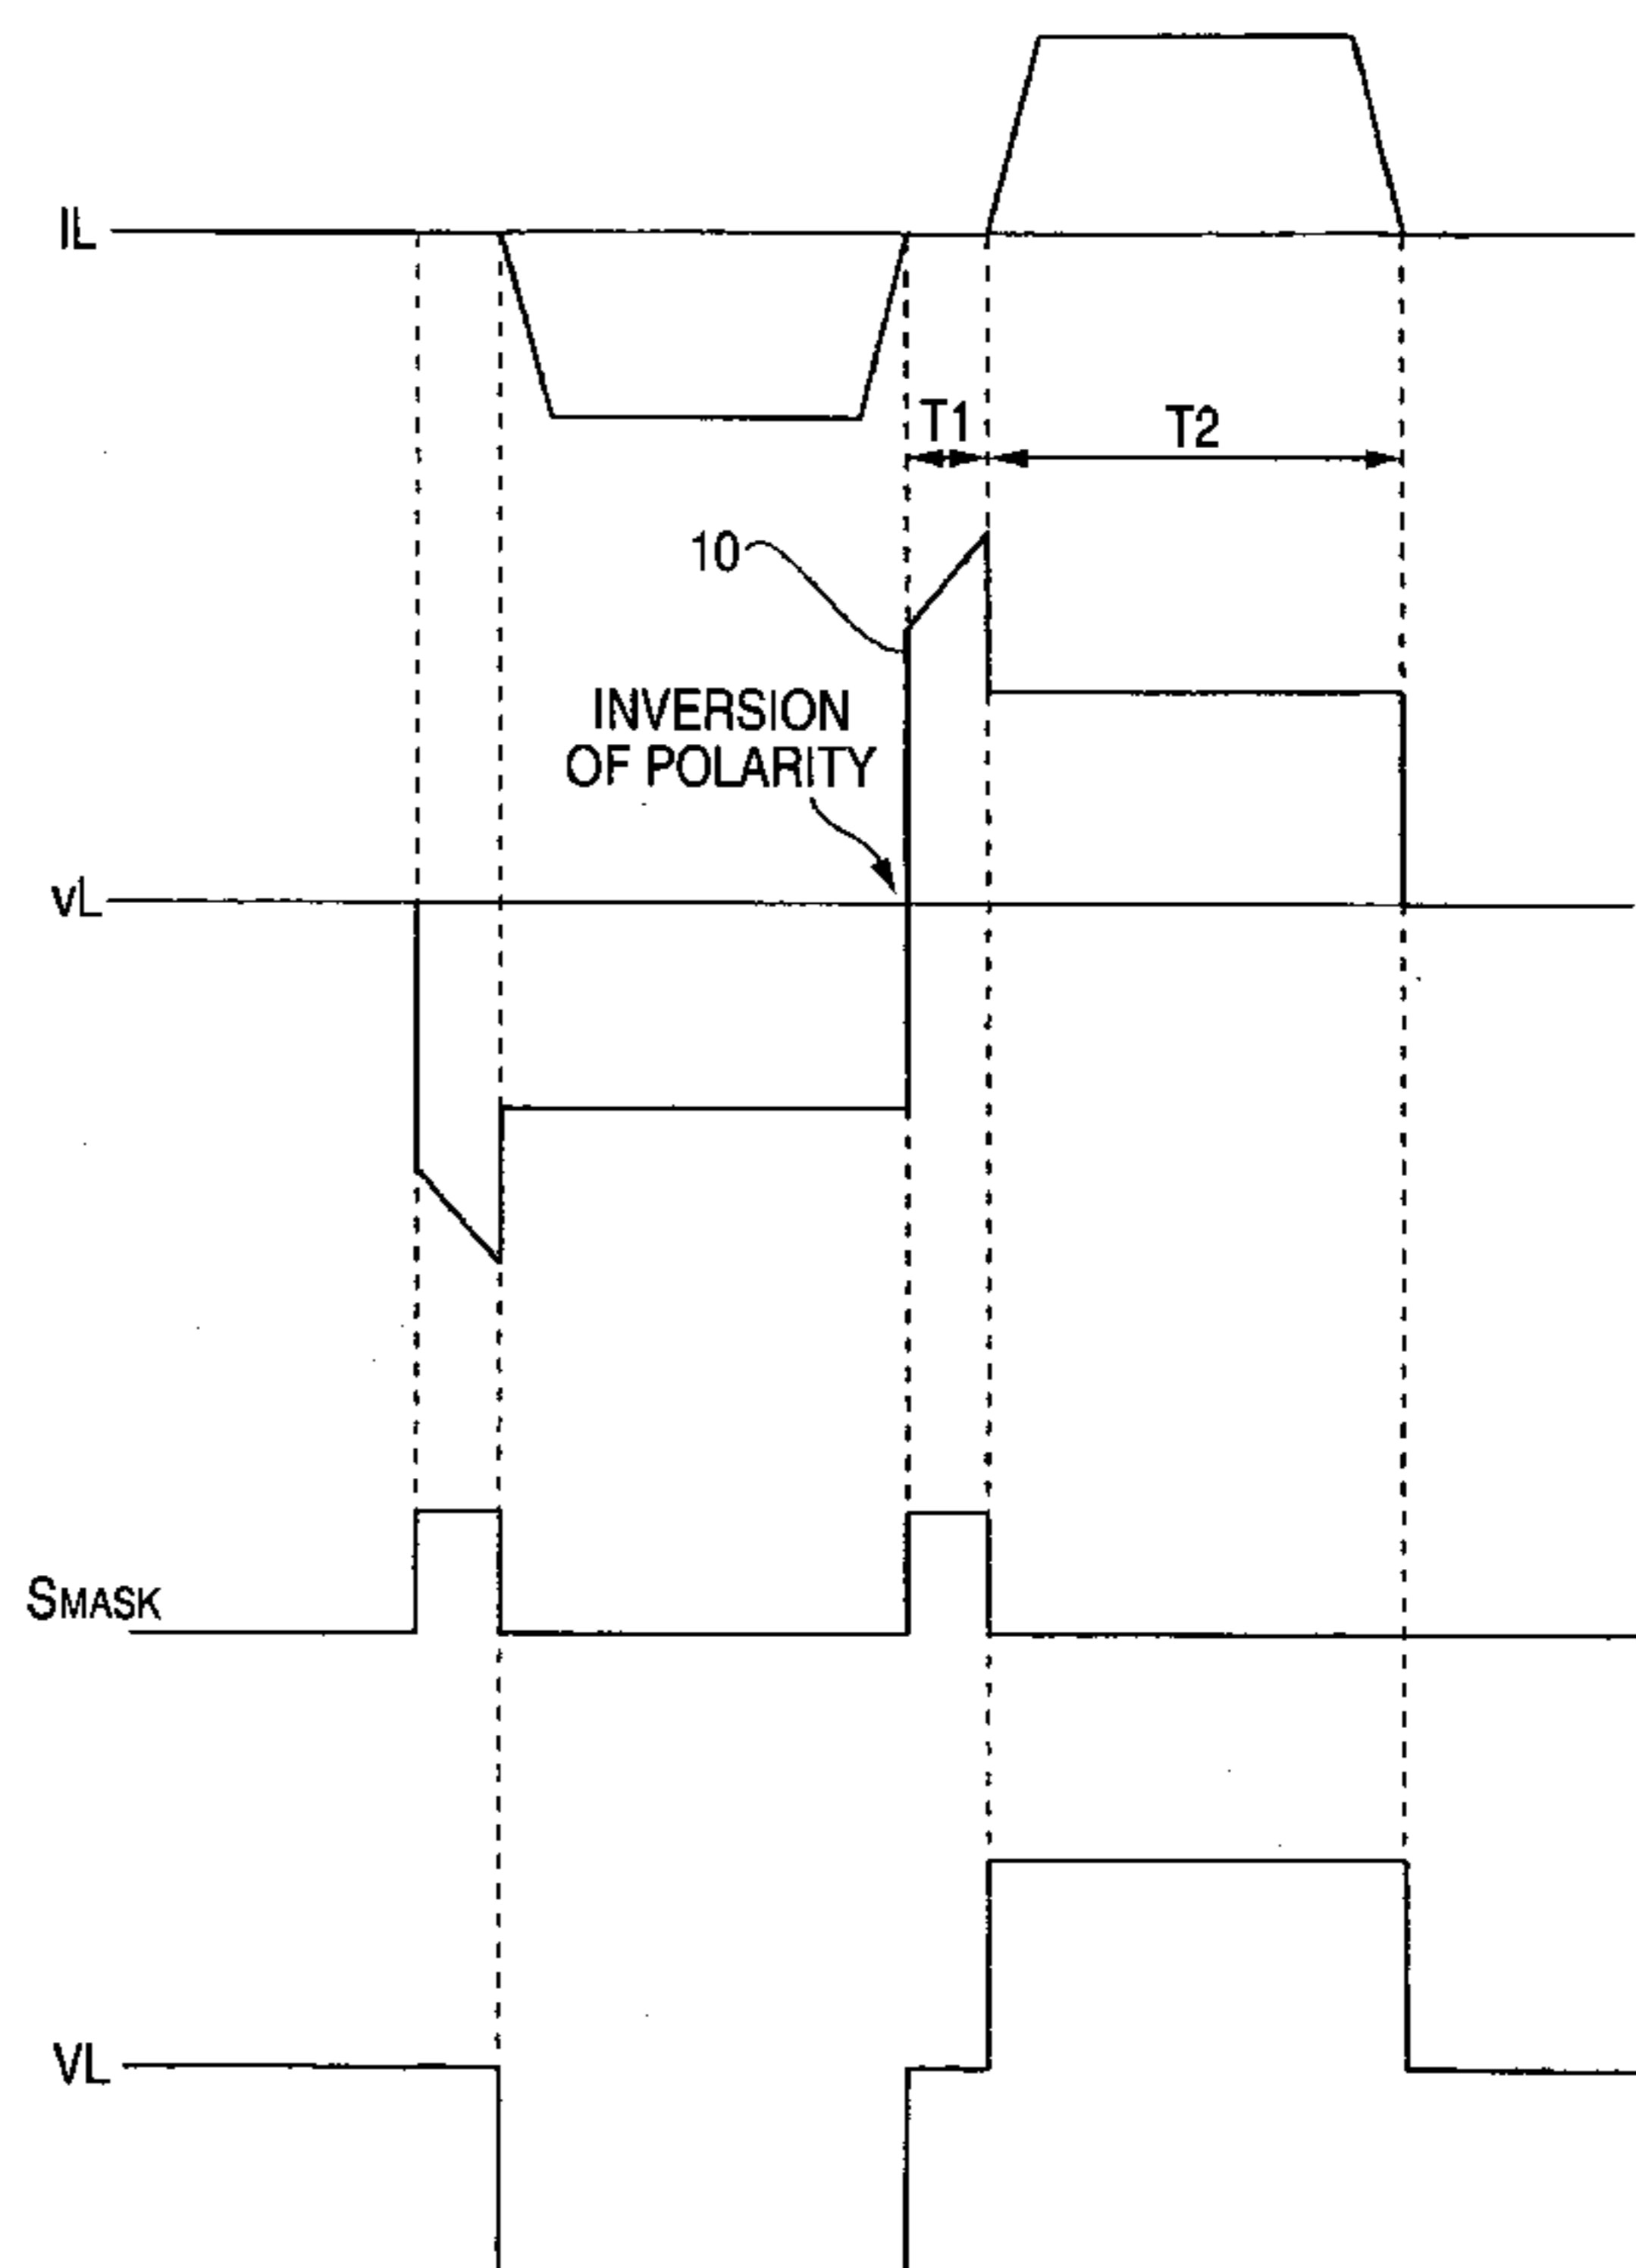 IL
T1
T2
10
INVERSION
OF POLARITY
vL
SMASK
VL